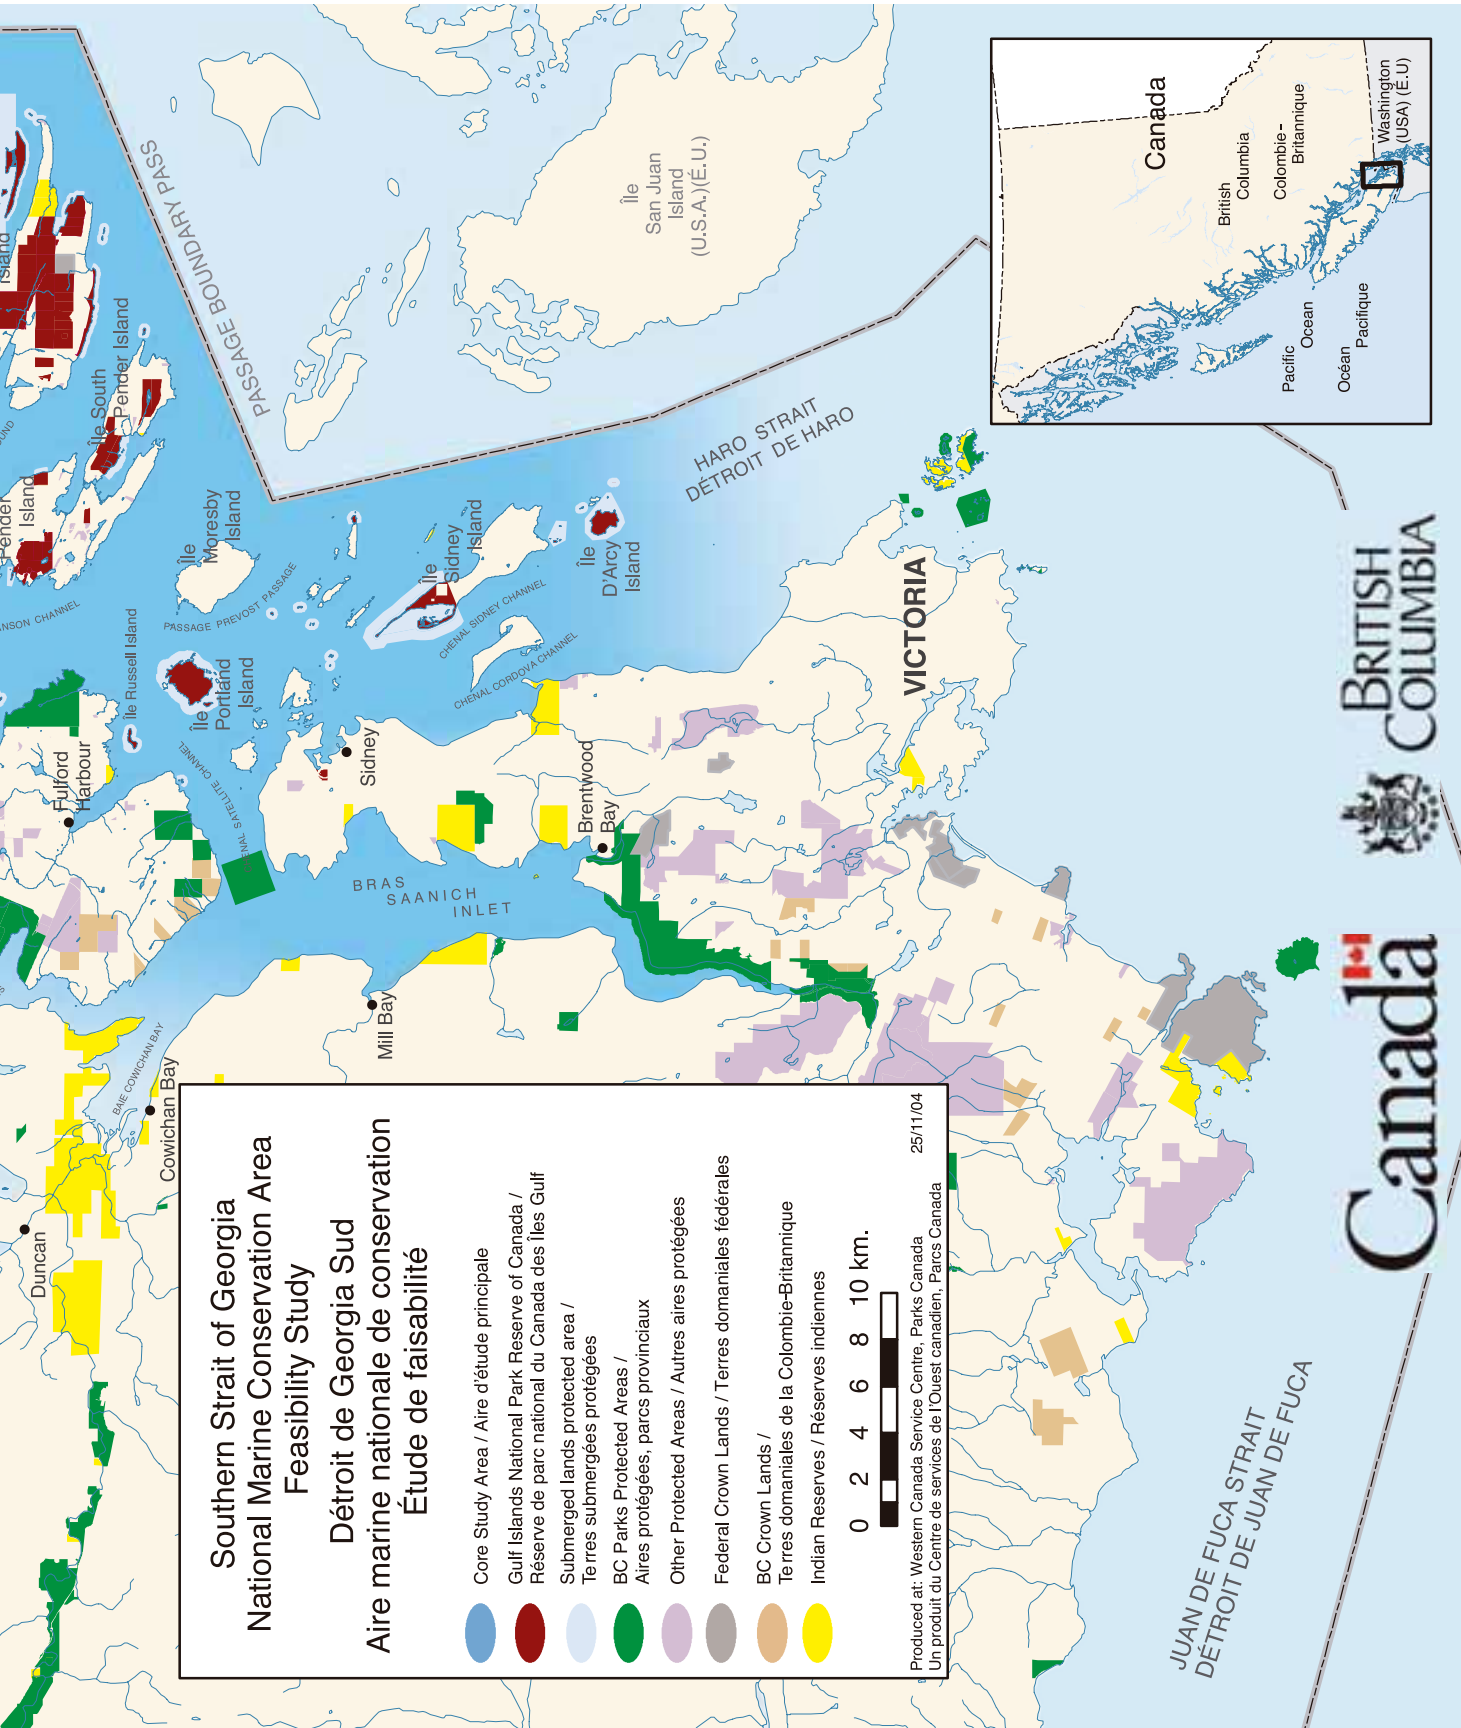 Southern Strait of Georgia
National Marine Conservation Area
Feasibility Study
Détroit de Georgia Sud
Aire marine nationale de conservation
Étude de faisabilité
Core Study Area / Aire d'étude principale
Gulf Islands National Park Reserve of Canada /
Réserve de parc national du Canada des Îles Gulf
Submerged lands protected area /
Terres submergées protégées
BC Parks Protected Areas /
Aires protégées, parcs provinciaux
Other Protected Areas / Autres aires protégées
Federal Crown Lands / Terres domaniales fédérales
BC Crown Lands /
Terres domaniales de la Colombie-Britannique
Indian Reserves / Réserves indiennes
0 2 4 6 8 10 km.
Produced at: Western Canada Service Centre, Parks Canada 25/11/04
Un produit du Centre de services de l'Ouest canadien, Parcs Canada
Duncan
Cowichan Bay
BAIE COWICHAN BAY
Mill Bay
Fulford
Harbour
BRAS
SAANICH
INLET
Brentwood
Bay
Sidney
CHENAL SATELLITE CHANNEL
Île
Portland
Island
Île Russell Island
PASSAGE PREVOST PASSAGE
Île
Moresby
Island
Pender
Island
Île South
Pender Island
Island
PASSAGE BOUNDARY PASS
Île
Sidney
Island
CHENAL SIDNEY CHANNEL
CHENAL CORDOVA CHANNEL
Île
D'Arcy
Island
HARO STRAIT
DÉTROIT DE HARO
Île
San Juan
Island
(U.S.A.)(É.U.)
VICTORIA
JUAN DE FUCA STRAIT
DÉTROIT DE JUAN DE FUCA
Canada
British
Columbia
Colombie-
Britannique
Washington
(USA) (É.U)
Pacific
Ocean
Océan
Pacifique
Canada
BRITISH
COLUMBIA